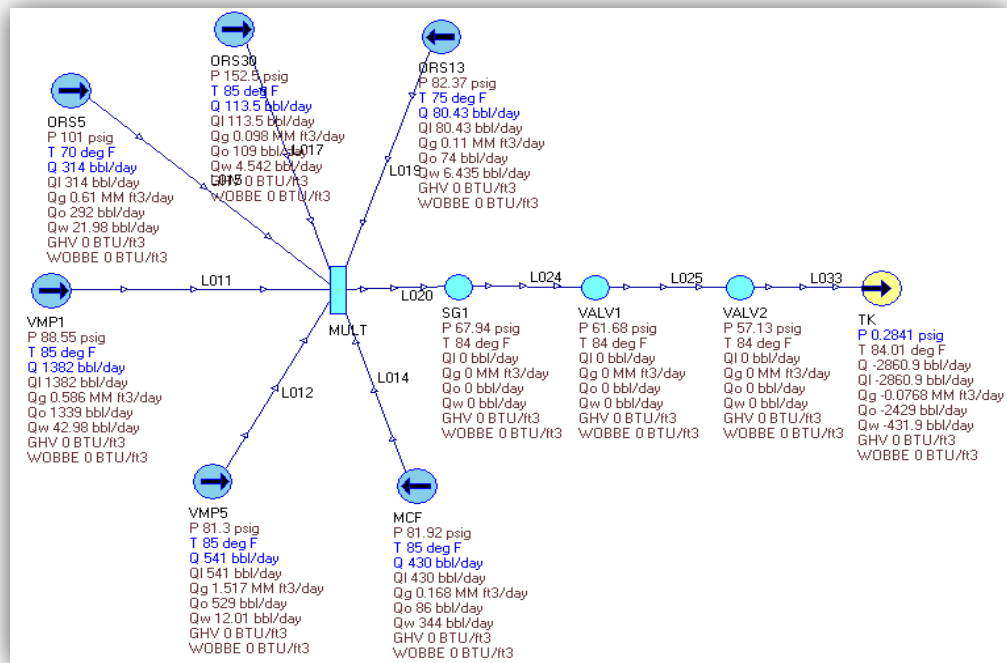 ORS30
P 152.5 psig
T 85 deg F
Q 113.5 bbl/day
Ql 113.5 bbl/day
Qg 0.098 MM ft3/day
Qo 109 bbl/day
Qw 4.542 bbl/day
GHV 0 BTU/ft3
WOBBE 0 BTU/ft3
L017
ORS13
P 82.37 psig
T 75 deg F
Q 80.43 bbl/day
Ql 80.43 bbl/day
Qg 0.11 MM ft3/day
Qo 74 bbl/day
Qw 6.435 bbl/day
GHV 0 BTU/ft3
WOBBE 0 BTU/ft3
L019
ORS5
P 101 psig
T 70 deg F
Q 314 bbl/day
Ql 314 bbl/day
Qg 0.61 MM ft3/day
Qo 292 bbl/day
Qw 21.98 bbl/day
GHV 0 BTU/ft3
WOBBE 0 BTU/ft3
L015
VMP1
P 88.55 psig
T 85 deg F
Q 1382 bbl/day
Ql 1382 bbl/day
Qg 0.586 MM ft3/day
Qo 1339 bbl/day
Qw 42.98 bbl/day
GHV 0 BTU/ft3
WOBBE 0 BTU/ft3
L011
MULT
L020
SG1
P 67.94 psig
T 84 deg F
Ql 0 bbl/day
Qg 0 MM ft3/day
Qo 0 bbl/day
Qw 0 bbl/day
GHV 0 BTU/ft3
WOBBE 0 BTU/ft3
L024
VALV1
P 61.68 psig
T 84 deg F
Ql 0 bbl/day
Qg 0 MM ft3/day
Qo 0 bbl/day
Qw 0 bbl/day
GHV 0 BTU/ft3
WOBBE 0 BTU/ft3
L025
VALV2
P 57.13 psig
T 84 deg F
Ql 0 bbl/day
Qg 0 MM ft3/day
Qo 0 bbl/day
Qw 0 bbl/day
GHV 0 BTU/ft3
WOBBE 0 BTU/ft3
L033
TK
P 0.2841 psig
T 84.01 deg F
Q -2860.9 bbl/day
Ql -2860.9 bbl/day
Qg -0.0768 MM ft3/day
Qo -2429 bbl/day
Qw -431.9 bbl/day
GHV 0 BTU/ft3
WOBBE 0 BTU/ft3
L012
L014
VMP5
P 81.3 psig
T 85 deg F
Q 541 bbl/day
Ql 541 bbl/day
Qg 1.517 MM ft3/day
Qo 529 bbl/day
Qw 12.01 bbl/day
GHV 0 BTU/ft3
WOBBE 0 BTU/ft3
MCF
P 81.92 psig
T 85 deg F
Q 430 bbl/day
Ql 430 bbl/day
Qg 0.168 MM ft3/day
Qo 86 bbl/day
Qw 344 bbl/day
GHV 0 BTU/ft3
WOBBE 0 BTU/ft3